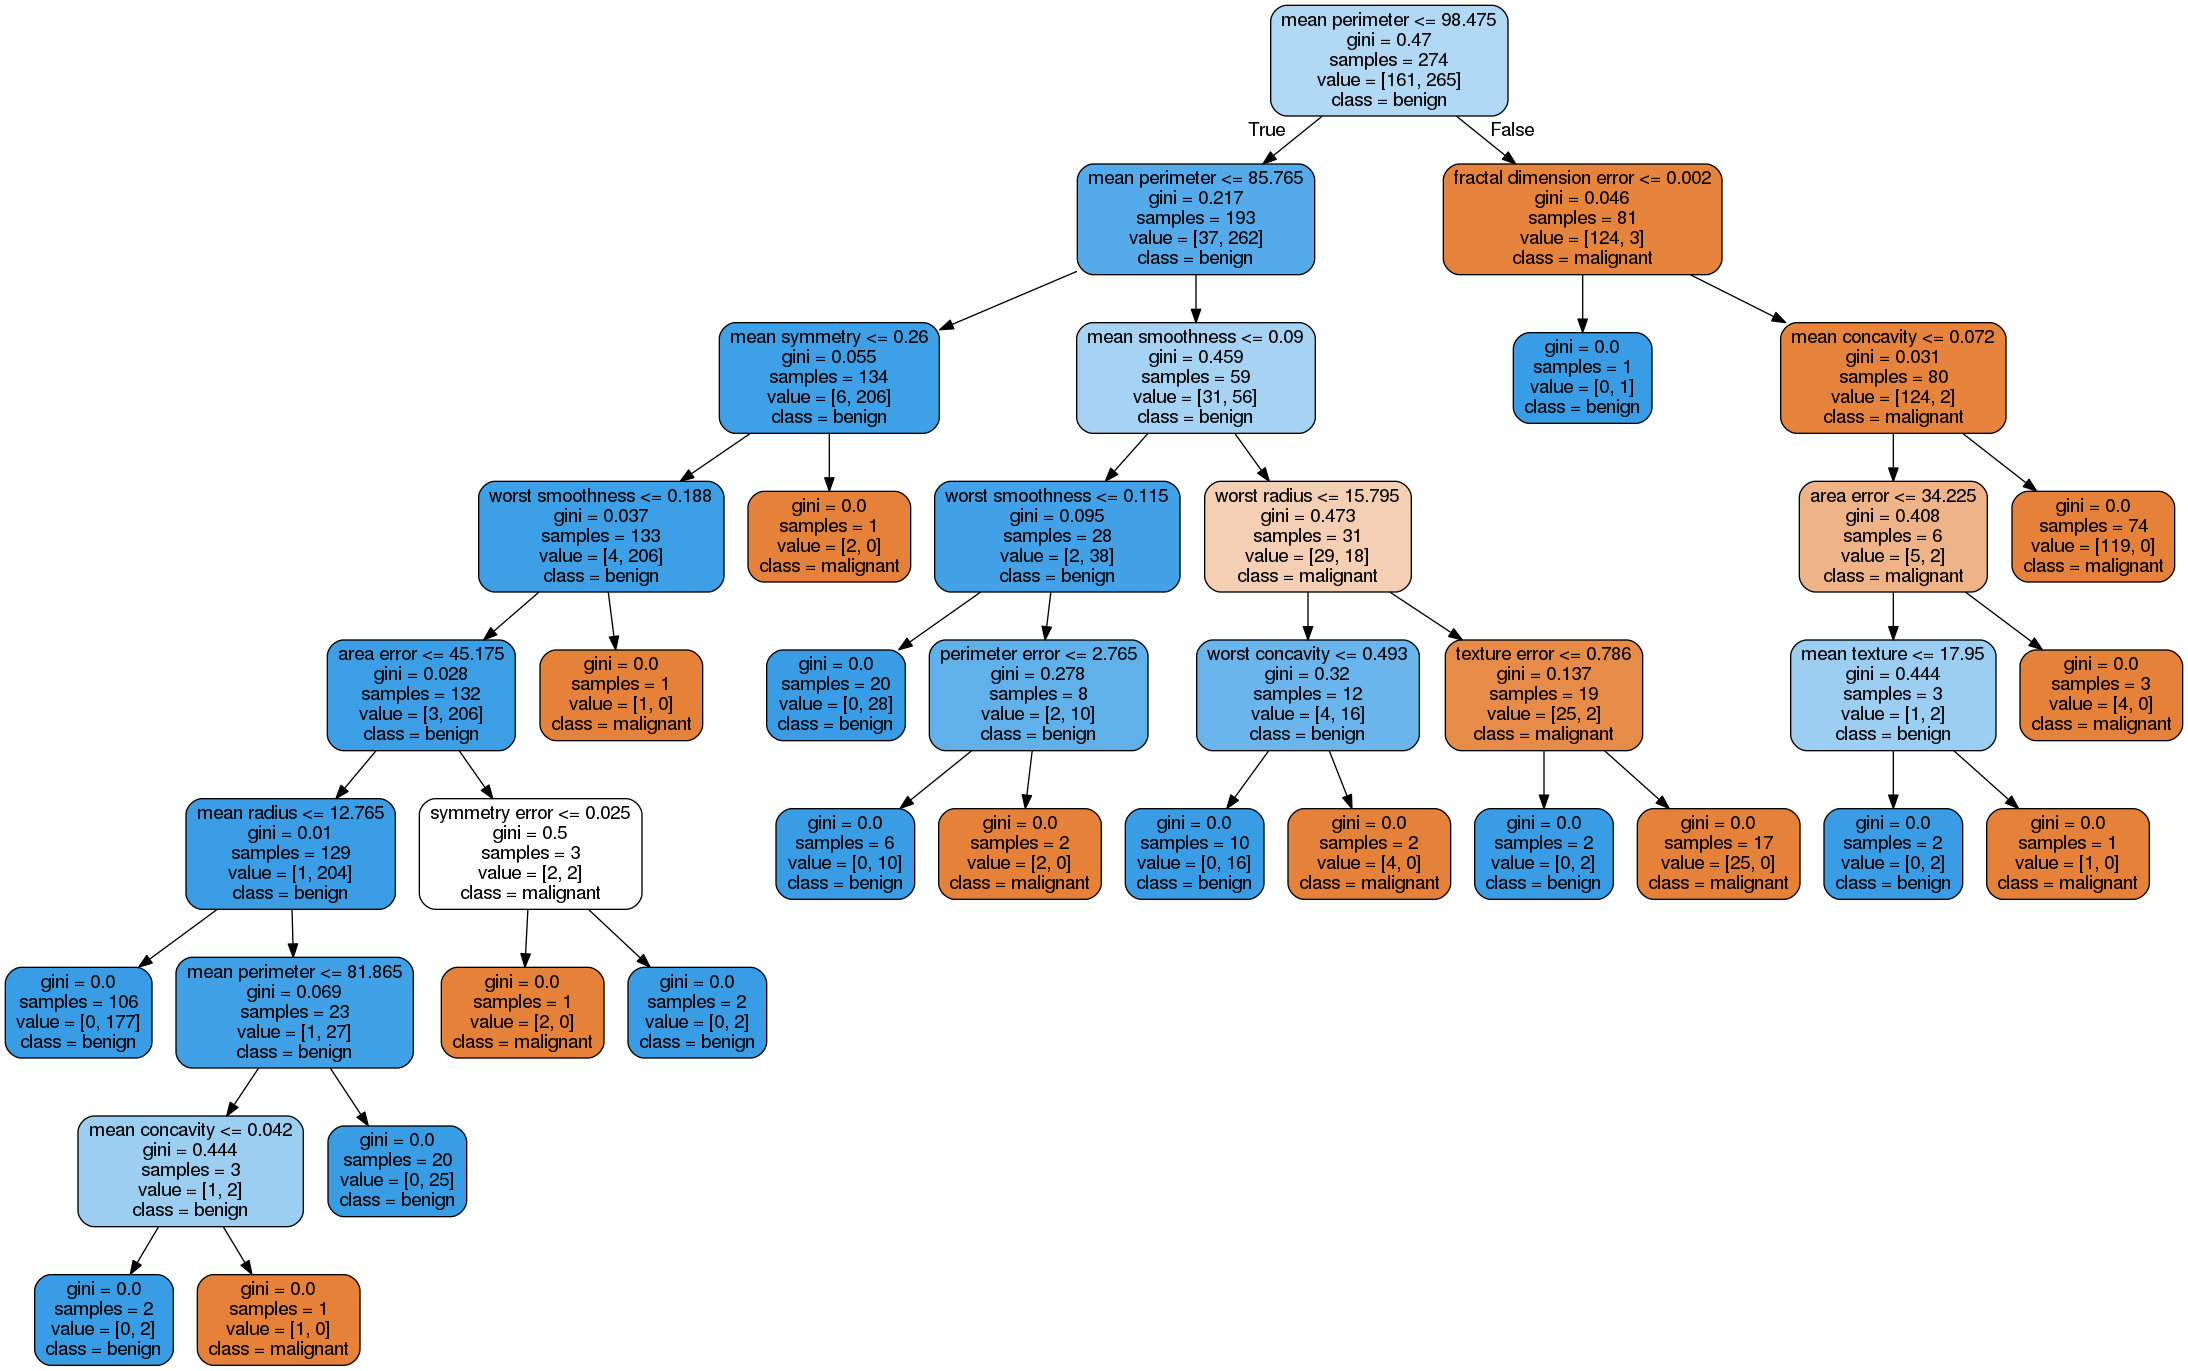 mean perimeter <= 98.475
gini = 0.47
samples = 274
value = [161, 265]
class = benign
True
False
mean perimeter <= 85.765
gini = 0.217
samples = 193
value = [37, 262]
class = benign
fractal dimension error <= 0.002
gini = 0.046
samples = 81
value = [124, 3]
class = malignant
mean symmetry <= 0.26
gini = 0.055
samples = 134
value = [6, 206]
class = benign
mean smoothness <= 0.09
gini = 0.459
samples = 59
value = [31, 56]
class = benign
gini = 0.0
samples = 1
value = [0, 1]
class = benign
mean concavity <= 0.072
gini = 0.031
samples = 80
value = [124, 2]
class = malignant
worst smoothness <= 0.188
gini = 0.037
samples = 133
value = [4, 206]
class = benign
gini = 0.0
samples = 1
value = [2, 0]
class = malignant
worst smoothness <= 0.115
gini = 0.095
samples = 28
value = [2, 38]
class = benign
worst radius <= 15.795
gini = 0.473
samples = 31
value = [29, 18]
class = malignant
area error <= 34.225
gini = 0.408
samples = 6
value = [5, 2]
class = malignant
gini = 0.0
samples = 74
value = [119, 0]
class = malignant
area error <= 45.175
gini = 0.028
samples = 132
value = [3, 206]
class = benign
gini = 0.0
samples = 1
value = [1, 0]
class = malignant
gini = 0.0
samples = 20
value = [0, 28]
class = benign
perimeter error <= 2.765
gini = 0.278
samples = 8
value = [2, 10]
class = benign
worst concavity <= 0.493
gini = 0.32
samples = 12
value = [4, 16]
class = benign
texture error <= 0.786
gini = 0.137
samples = 19
value = [25, 2]
class = malignant
mean texture <= 17.95
gini = 0.444
samples = 3
value = [1, 2]
class = benign
gini = 0.0
samples = 3
value = [4, 0]
class = malignant
mean radius <= 12.765
gini = 0.01
samples = 129
value = [1, 204]
class = benign
symmetry error <= 0.025
gini = 0.5
samples = 3
value = [2, 2]
class = malignant
gini = 0.0
samples = 6
value = [0, 10]
class = benign
gini = 0.0
samples = 2
value = [2, 0]
class = malignant
gini = 0.0
samples = 10
value = [0, 16]
class = benign
gini = 0.0
samples = 2
value = [4, 0]
class = malignant
gini = 0.0
samples = 2
value = [0, 2]
class = benign
gini = 0.0
samples = 17
value = [25, 0]
class = malignant
gini = 0.0
samples = 2
value = [0, 2]
class = benign
gini = 0.0
samples = 1
value = [1, 0]
class = malignant
gini = 0.0
samples = 106
value = [0, 177]
class = benign
mean perimeter <= 81.865
gini = 0.069
samples = 23
value = [1, 27]
class = benign
gini = 0.0
samples = 1
value = [2, 0]
class = malignant
gini = 0.0
samples = 2
value = [0, 2]
class = benign
mean concavity <= 0.042
gini = 0.444
samples = 3
value = [1, 2]
class = benign
gini = 0.0
samples = 20
value = [0, 25]
class = benign
gini = 0.0
samples = 2
value = [0, 2]
class = benign
gini = 0.0
samples = 1
value = [1, 0]
class = malignant